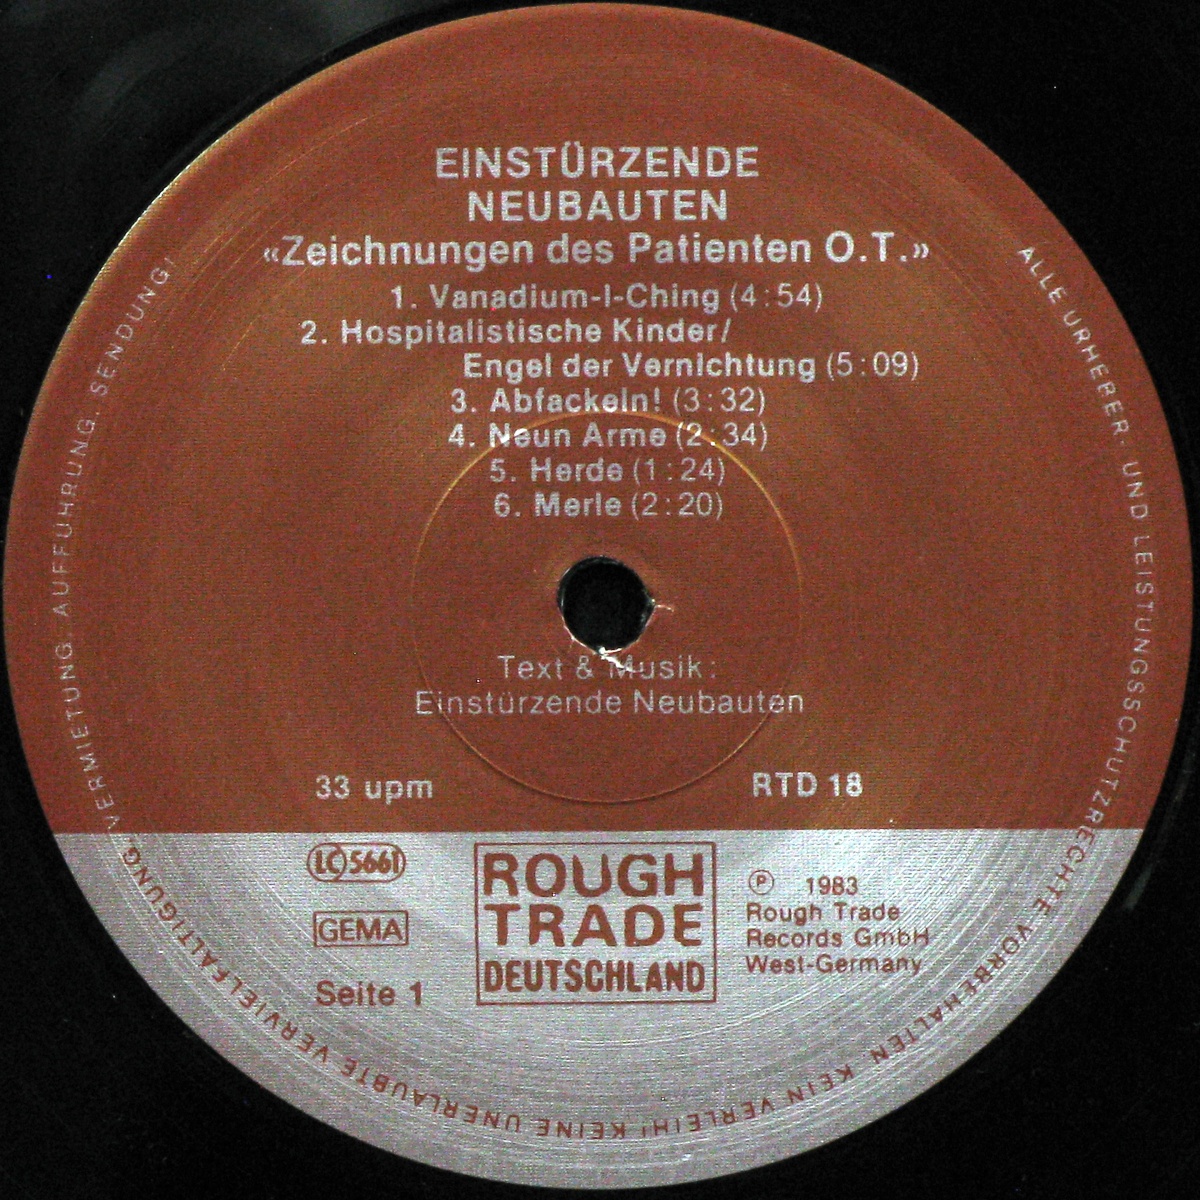 EINSTÜRZENDE
NEUBAUTEN
«Zeichnungen des Patienten O.T.»
1. Vanadium-I-Ching (4:54)
2. Hospitalistische Kinder/
Engel der Vernichtung (5:09)
3. Abfackeln! (3:32)
4. Neun Arme (2:34)
5. Herde (1:24)
6. Merle (2:20)
Text & Musik:
Einstürzende Neubauten
33 upm
RTD 18
LC 5661
GEMA
Seite 1
ROUGH
TRADE
DEUTSCHLAND
℗ 1983
Rough Trade
Records GmbH
West-Germany
ALLE URHEBER- UND LEISTUNGSSCHUTZRECHTE VORBEHALTEN. KEIN VERLEIH! KEINE UNERLAUBTE VERVIELFÄLTIGUNG, VERMIETUNG, AUFFÜHRUNG, SENDUNG!